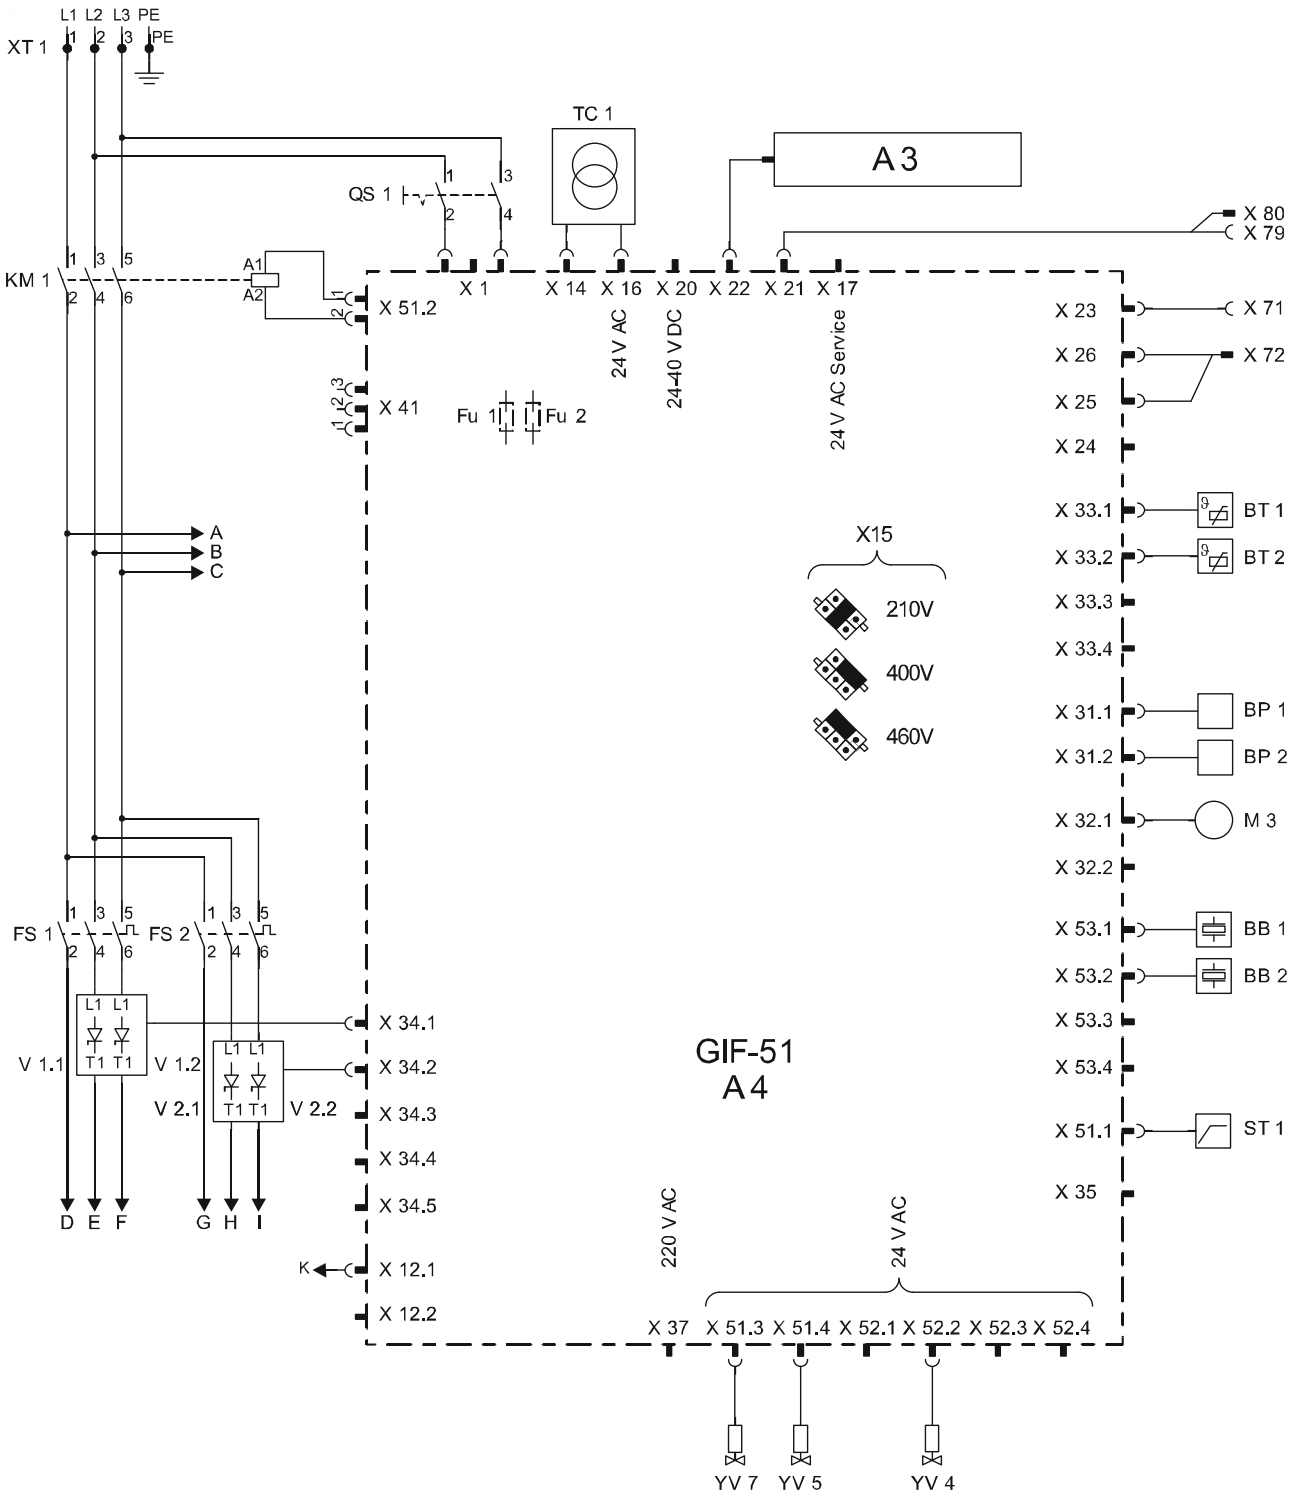 L1 L2 L3 PE
XT 1 1 2 3 PE
TC 1
A 3
QS 1 1 3
2 4
X 80
X 79
KM 1 1 3 5
2 4 6
A1
A2
1
2
X 51.2
X 1 X 14 X 16 X 20 X 22 X 21 X 17
24 V AC
24-40 V DC
24 V AC Service
3
2
1
X 41
Fu 1 Fu 2
X 23 X 71
X 26 X 72
X 25
X 24
X 33.1 ϑ BT 1
X 33.2 ϑ BT 2
X 33.3
X 33.4
A
B
C
X15
210V
400V
460V
X 31.1 BP 1
X 31.2 BP 2
X 32.1 M 3
X 32.2
X 53.1 BB 1
X 53.2 BB 2
X 53.3
X 53.4
X 51.1 ST 1
X 35
FS 1 1 3 5
2 4 6
FS 2 1 3 5
2 4 6
L1 L1
V 1.1 T1 T1 V 1.2
L1 L1
V 2.1 T1 T1 V 2.2
D E F G H I
X 34.1
X 34.2
X 34.3
X 34.4
X 34.5
K X 12.1
X 12.2
GIF-51
A 4
220 V AC
24 V AC
X 37 X 51.3 X 51.4 X 52.1 X 52.2 X 52.3 X 52.4
YV 7 YV 5 YV 4